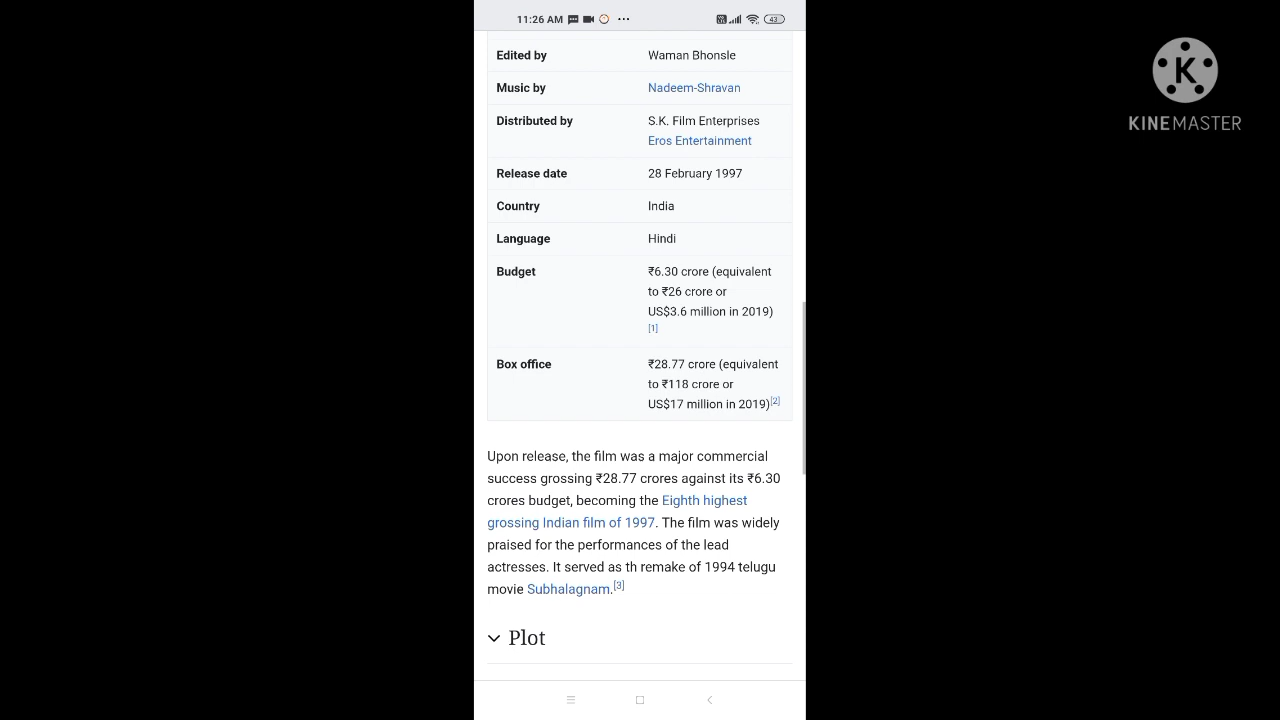 11:26 AM ... 43
Edited by Waman Bhonsle
Music by Nadeem-Shravan
Distributed by S.K. Film Enterprises
Eros Entertainment
Release date 28 February 1997
Country India
Language Hindi
Budget ₹6.30 crore (equivalent
to ₹26 crore or
US$3.6 million in 2019)
[1]
Box office ₹28.77 crore (equivalent
to ₹118 crore or
US$17 million in 2019)[2]
Upon release, the film was a major commercial
success grossing ₹28.77 crores against its ₹6.30
crores budget, becoming the Eighth highest
grossing Indian film of 1997. The film was widely
praised for the performances of the lead
actresses. It served as th remake of 1994 telugu
movie Subhalagnam.[3]
Plot
K
KINEMASTER